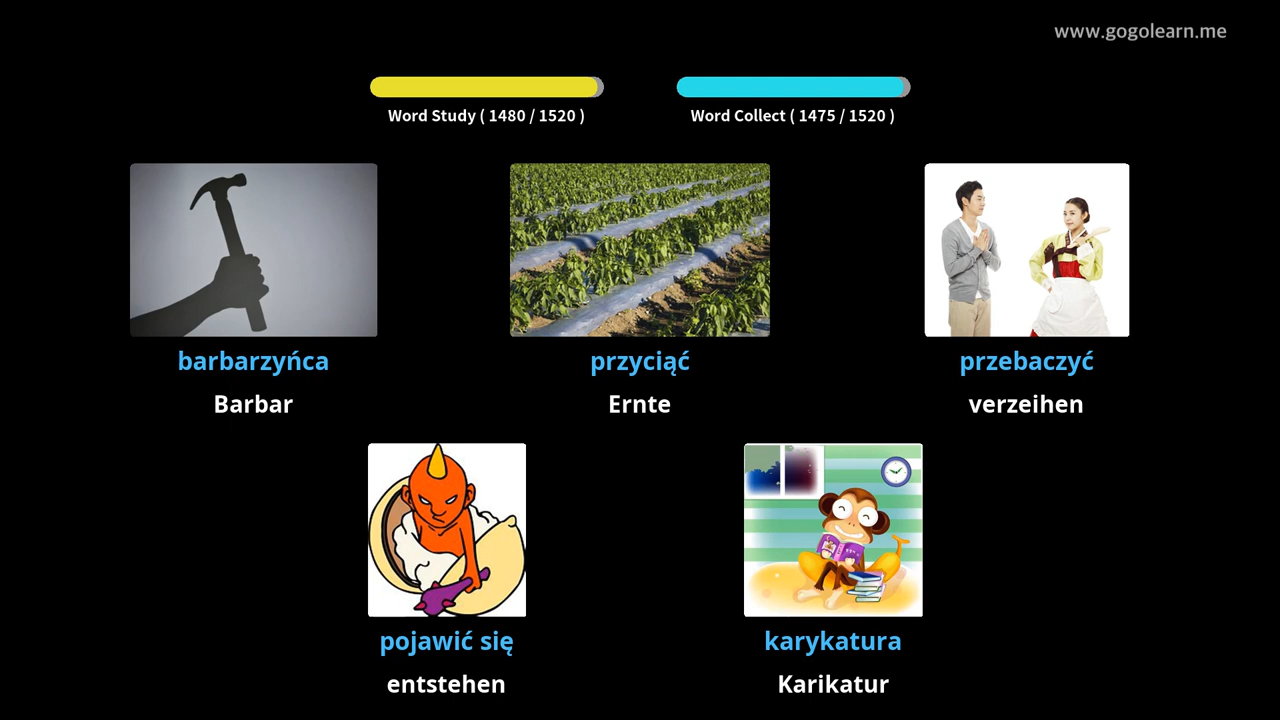 www.gogolearn.me
Word Study ( 1480 / 1520 )
Word Collect ( 1475 / 1520 )
barbarzyńca
Barbar
przyciąć
Ernte
przebaczyć
verzeihen
pojawić się
entstehen
karykatura
Karikatur